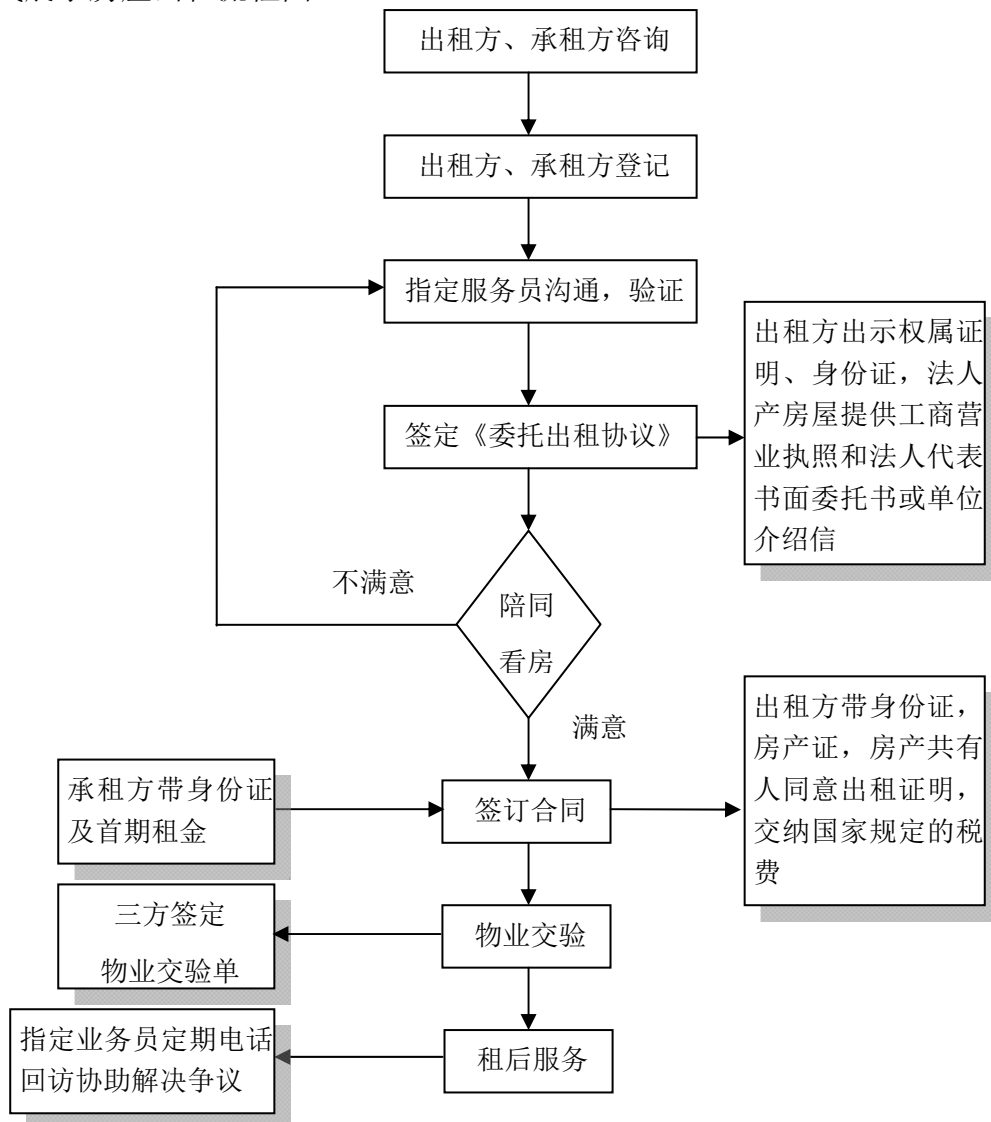 出租方、承租方咨询
出租方、承租方登记
指定服务员沟通，验证
签定《委托出租协议》
出租方出示权属证
明、身份证，法人
产房屋提供工商营
业执照和法人代表
书面委托书或单位
介绍信
不满意
陪同
看房
满意
承租方带身份证
及首期租金
签订合同
出租方带身份证，
房产证，房产共有
人同意出租证明，
交纳国家规定的税
费
三方签定
物业交验单
物业交验
指定业务员定期电话
回访协助解决争议
租后服务